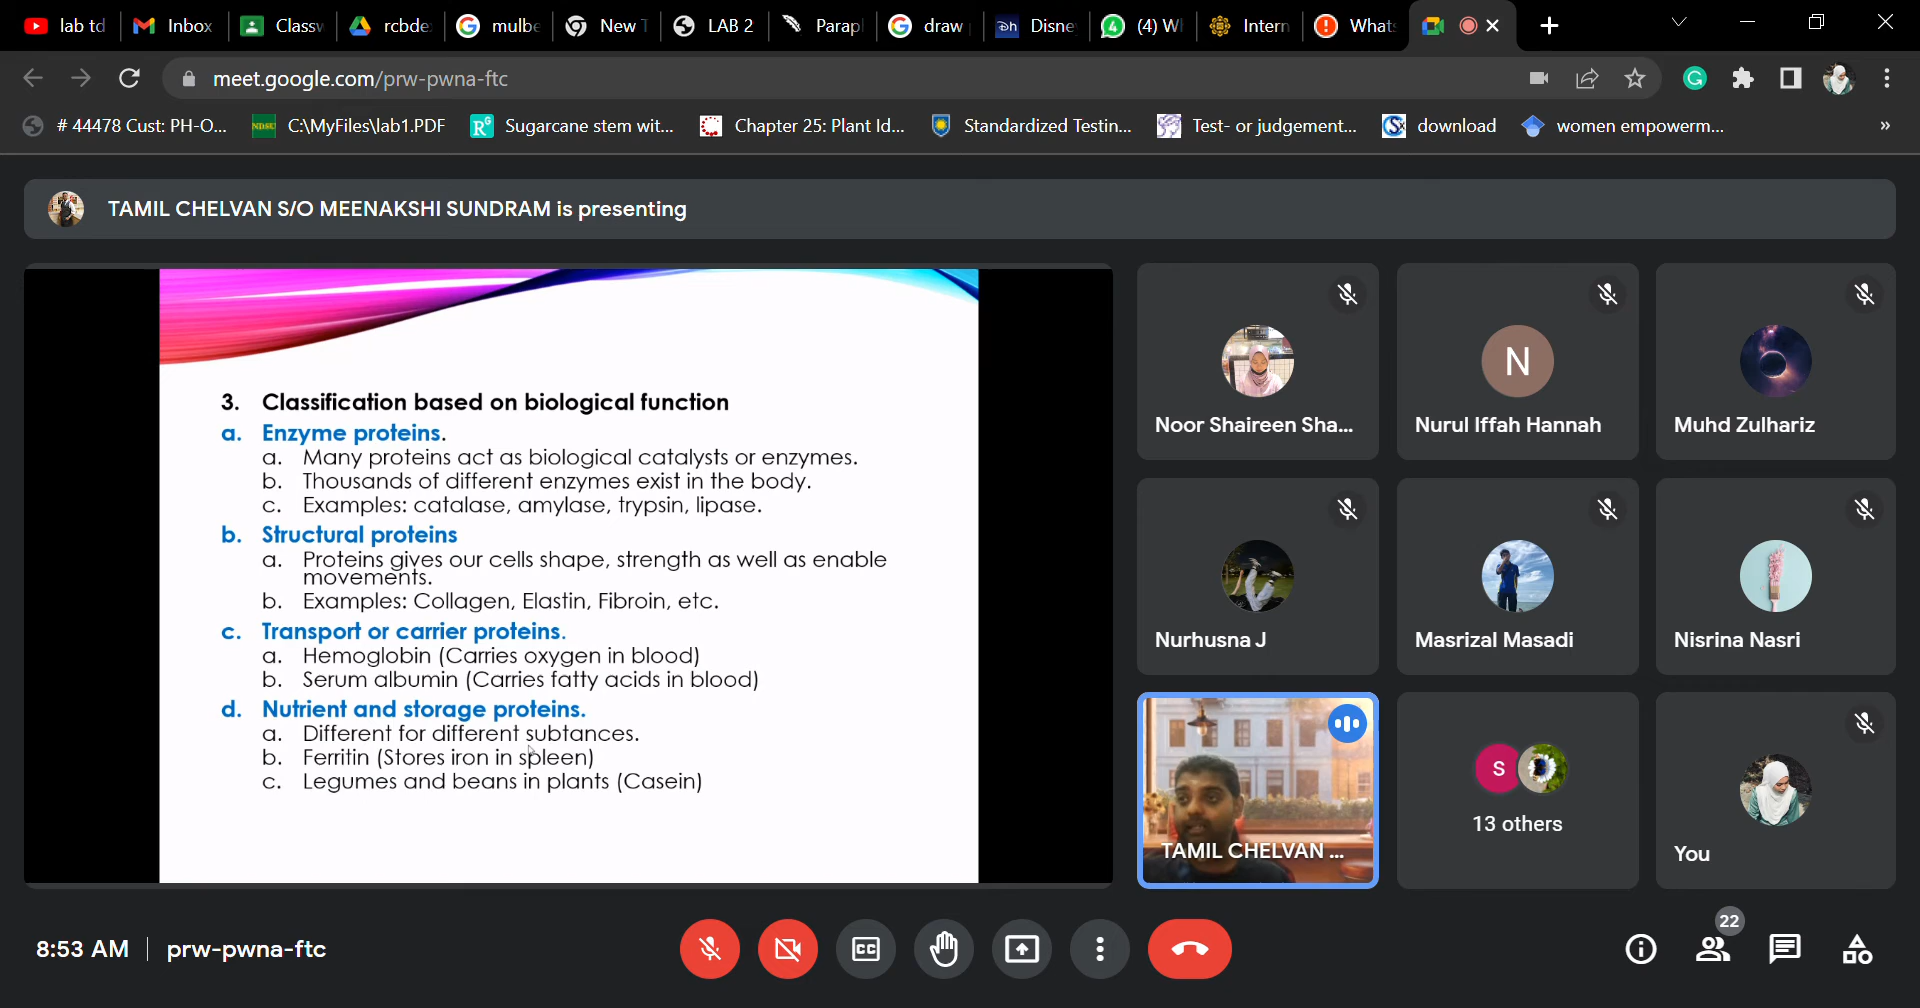 lab td
Inbox
Classw
rcbde
mulbe
New T
LAB 2
Parap
draw
Disne
(4) W
Intern
Whats
meet.google.com/prw-pwna-ftc
# 44478 Cust: PH-O...
C:\MyFiles\lab1.PDF
Sugarcane stem wit...
Chapter 25: Plant Id...
Standardized Testin...
Test- or judgement...
download
women empowerm...
»
TAMIL CHELVAN S/O MEENAKSHI SUNDRAM is presenting
3. Classification based on biological function
a. Enzyme proteins.
a. Many proteins act as biological catalysts or enzymes.
b. Thousands of different enzymes exist in the body.
c. Examples: catalase, amylase, trypsin, lipase.
b. Structural proteins
a. Proteins gives our cells shape, strength as well as enable
movements.
b. Examples: Collagen, Elastin, Fibroin, etc.
c. Transport or carrier proteins.
a. Hemoglobin (Carries oxygen in blood)
b. Serum albumin (Carries fatty acids in blood)
d. Nutrient and storage proteins.
a. Different for different subtances.
b. Ferritin (Stores iron in spleen)
c. Legumes and beans in plants (Casein)
Noor Shaireen Sha...
N
Nurul Iffah Hannah
Muhd Zulhariz
Nurhusna J
Masrizal Masadi
Nisrina Nasri
TAMIL CHELVAN ...
S
13 others
You
8:53 AM | prw-pwna-ftc
CC
22